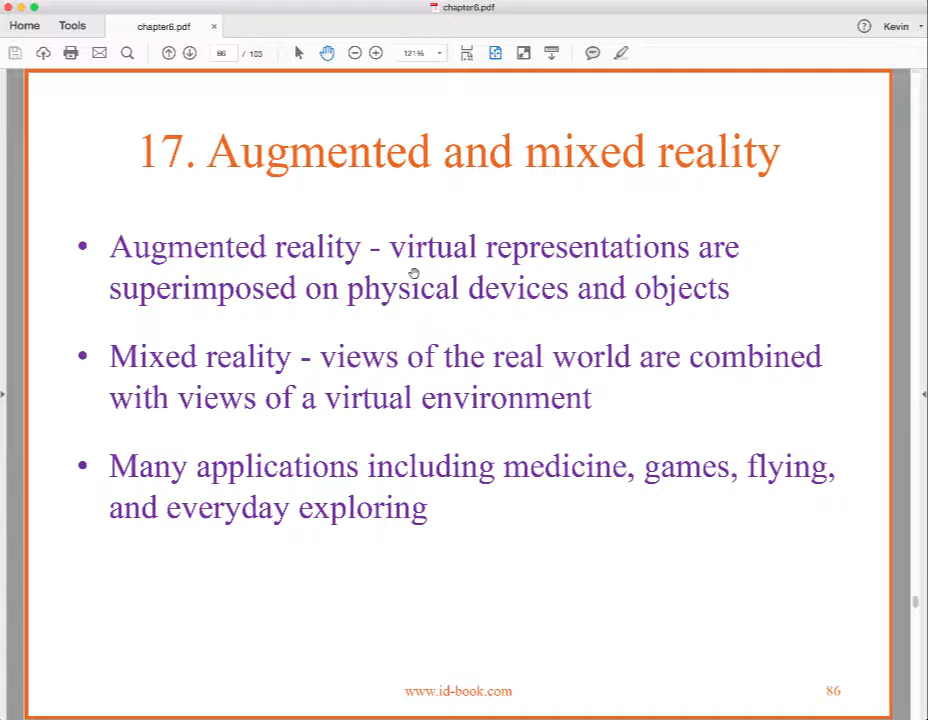 chapter6.pdf
Home Tools chapter6.pdf × ? Kevin
86 / 103 121%
17. Augmented and mixed reality
• Augmented reality - virtual representations are
superimposed on physical devices and objects
• Mixed reality - views of the real world are combined
with views of a virtual environment
• Many applications including medicine, games, flying,
and everyday exploring
www.id-book.com 86